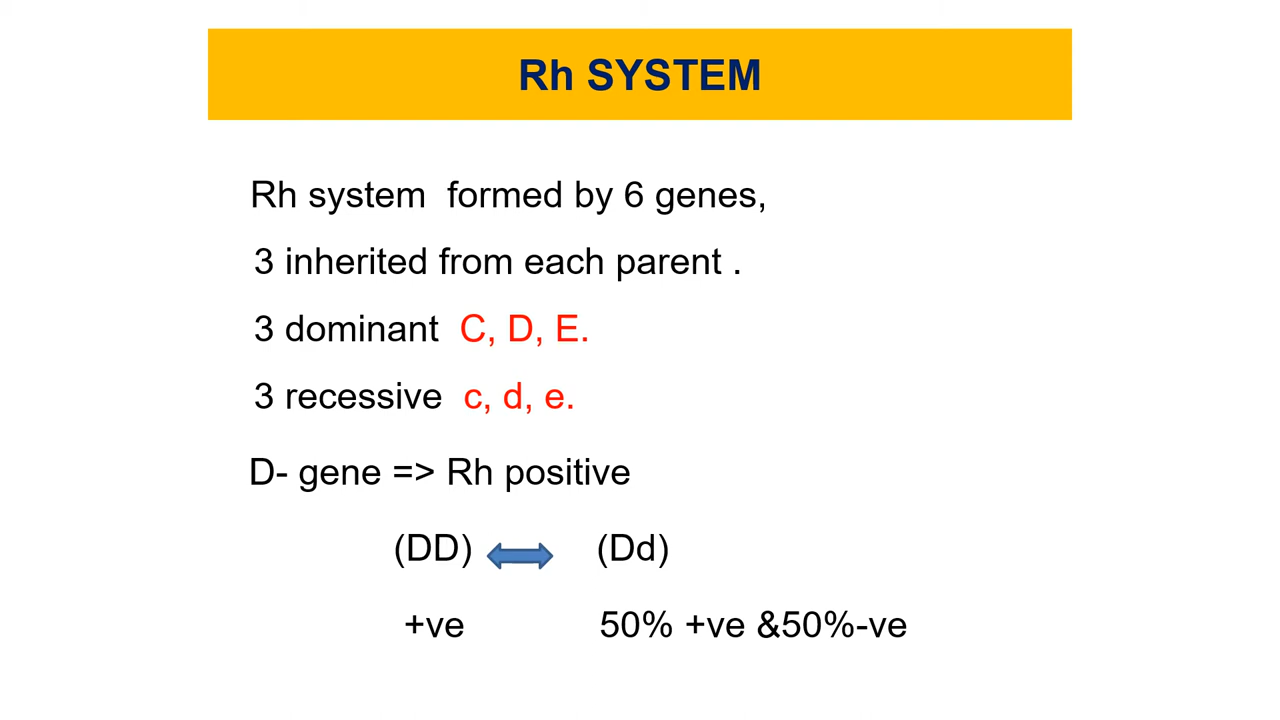 Rh SYSTEM
Rh system formed by 6 genes,
3 inherited from each parent .
3 dominant C, D, E.
3 recessive c, d, e.
D- gene => Rh positive
(DD) (Dd)
+ve 50% +ve &50%-ve